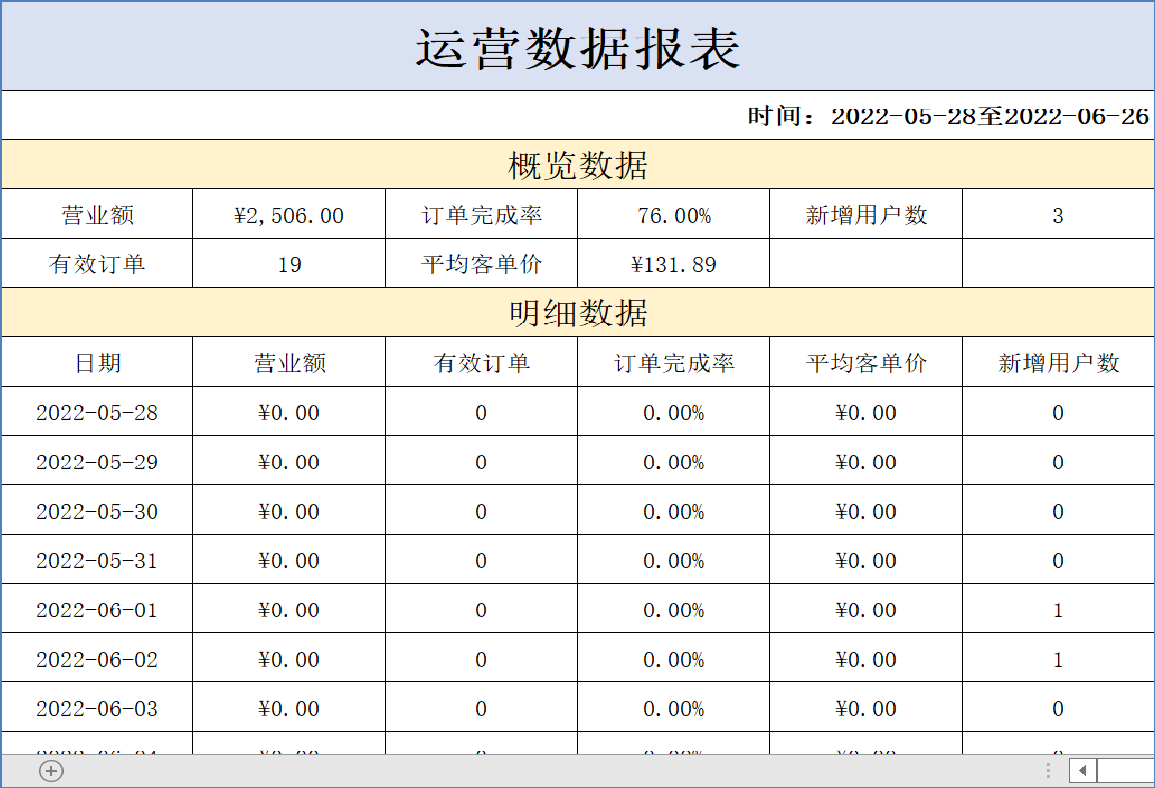 运营数据报表
时间：2022-05-28至2022-06-26
概览数据
营业额 ¥2,506.00 订单完成率 76.00% 新增用户数 3
有效订单 19 平均客单价 ¥131.89
明细数据
日期 营业额 有效订单 订单完成率 平均客单价 新增用户数
2022-05-28 ¥0.00 0 0.00% ¥0.00 0
2022-05-29 ¥0.00 0 0.00% ¥0.00 0
2022-05-30 ¥0.00 0 0.00% ¥0.00 0
2022-05-31 ¥0.00 0 0.00% ¥0.00 0
2022-06-01 ¥0.00 0 0.00% ¥0.00 1
2022-06-02 ¥0.00 0 0.00% ¥0.00 1
2022-06-03 ¥0.00 0 0.00% ¥0.00 0